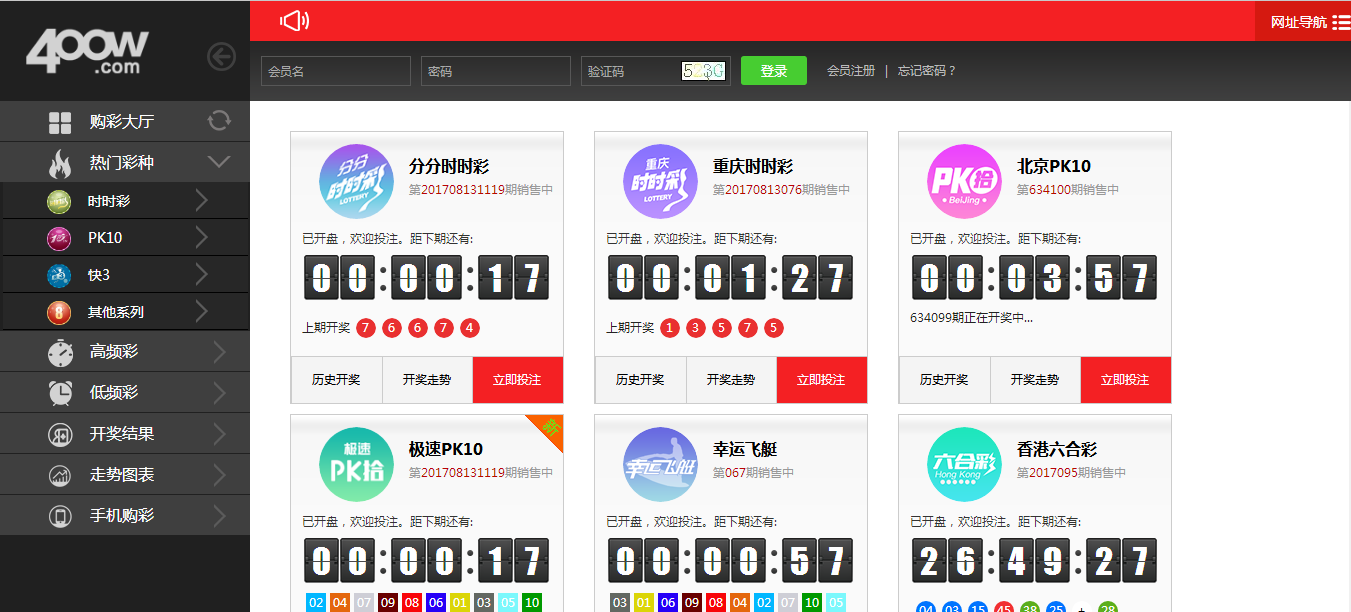 400W
.com
购彩大厅
热门彩种
时时彩
PK10
快3
其他系列
高频彩
低频彩
开奖结果
走势图表
手机购彩
网址导航
会员名
密码
验证码
登录
会员注册 | 忘记密码?
分分
时时彩
LOTTERY
分分时时彩
第201708131119期销售中
已开盘，欢迎投注。距下期还有:
00:00:17
上期开奖 7 6 6 7 4
历史开奖 开奖走势 立即投注
重庆
时时彩
LOTTERY
重庆时时彩
第20170813076期销售中
已开盘，欢迎投注。距下期还有:
00:01:27
上期开奖 1 3 5 7 5
历史开奖 开奖走势 立即投注
PK拾
•BeiJing•
北京PK10
第634100期销售中
已开盘，欢迎投注。距下期还有:
00:03:57
634099期正在开奖中...
历史开奖 开奖走势 立即投注
极速
PK拾
极速PK10
第201708131119期销售中
新
已开盘，欢迎投注。距下期还有:
00:00:17
02 04 07 09 08 06 01 03 05 10
幸运飞艇
幸运飞艇
第067期销售中
已开盘，欢迎投注。距下期还有:
00:00:57
03 01 06 09 08 04 02 07 10 05
六合彩
Hong Kong
香港六合彩
第2017095期销售中
已开盘，欢迎投注。距下期还有:
26:49:27
04 03 15 45 38 25 + 28